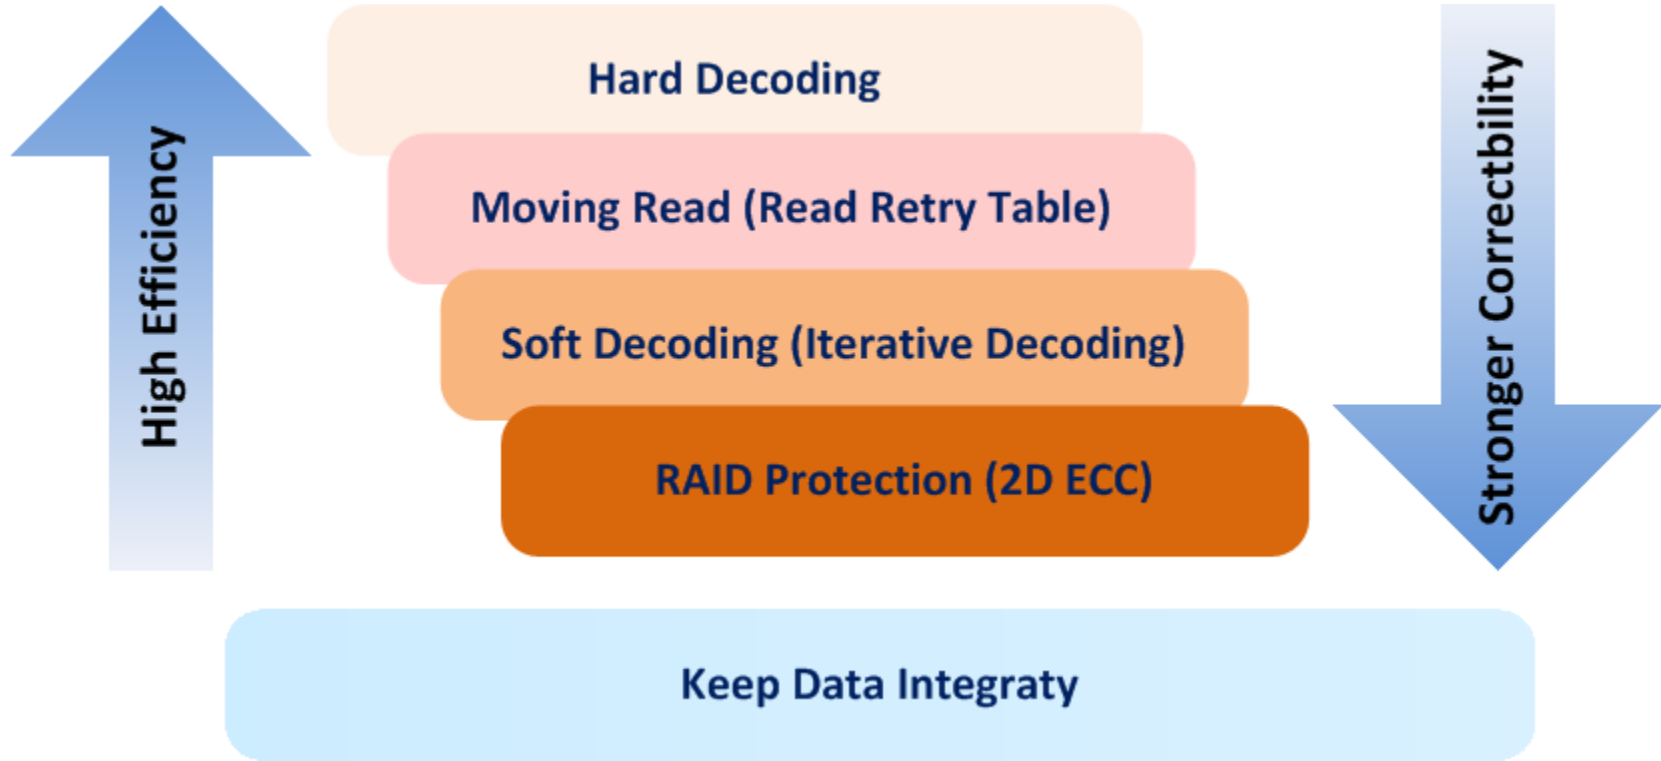 High Efficiency
Hard Decoding
Moving Read (Read Retry Table)
Soft Decoding (Iterative Decoding)
RAID Protection (2D ECC)
Stronger Correctbility
Keep Data Integraty